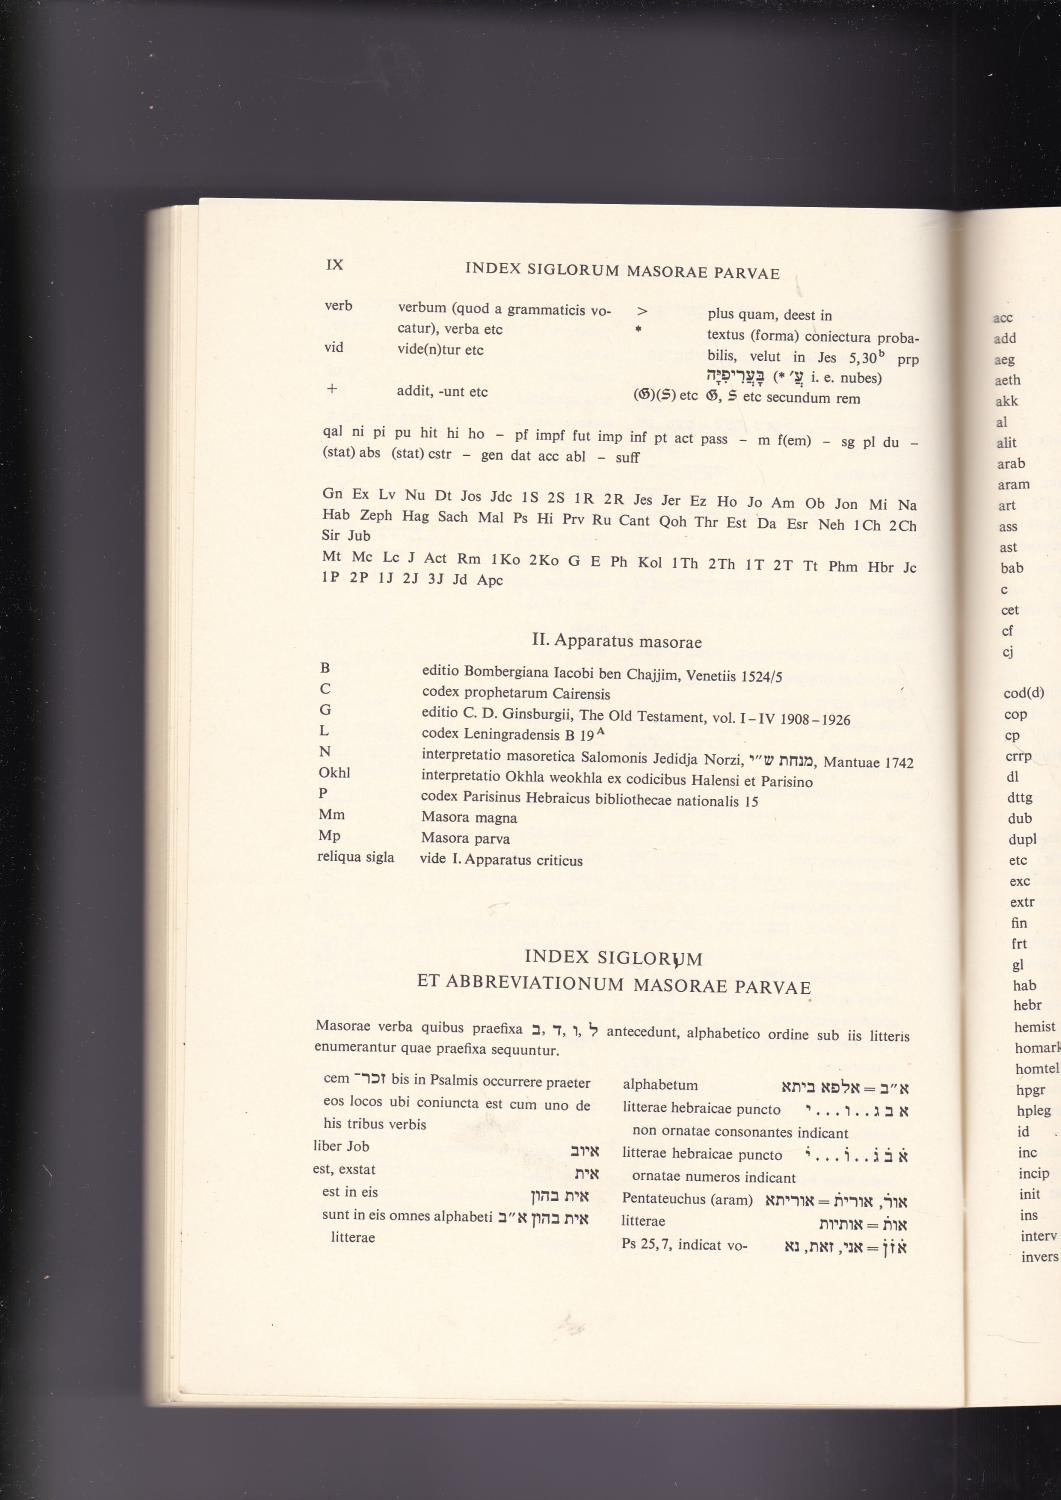 IX INDEX SIGLORUM MASORAE PARVAE
verb verbum (quod a grammaticis vo-
catur), verba etc
vid vide(n)tur etc
+ addit, -unt etc
> plus quam, deest in
* textus (forma) coniectura proba-
bilis, velut in Jes 5,30ᵇ prp
(* עָ֯׳ i. e. nubes)
(𝔊)(S) etc 𝔊, S etc secundum rem
qal ni pi pu hit hi ho – pf impf fut imp inf pt act pass – m f(em) – sg pl du –
(stat) abs (stat) cstr – gen dat acc abl – suff
Gn Ex Lv Nu Dt Jos Jdc 1S 2S 1R 2R Jes Jer Ez Ho Jo Am Ob Jon Mi Na
Hab Zeph Hag Sach Mal Ps Hi Prv Ru Cant Qoh Thr Est Da Esr Neh 1Ch 2Ch
Sir Jub
Mt Mc Lc J Act Rm 1Ko 2Ko G E Ph Kol 1Th 2Th 1T 2T Tt Phm Hbr Jc
1P 2P 1J 2J 3J Jd Apc
II. Apparatus masorae
B editio Bombergiana Iacobi ben Chajjim, Venetiis 1524/5
C codex prophetarum Cairensis
G editio C. D. Ginsburgii, The Old Testament, vol. I–IV 1908–1926
L codex Leningradensis B 19ᴬ
N interpretatio masoretica Salomonis Jedidja Norzi, מנחת ש״י, Mantuae 1742
Okhl interpretatio Okhla weokhla ex codicibus Halensi et Parisino
P codex Parisinus Hebraicus bibliothecae nationalis 15
Mm Masora magna
Mp Masora parva
reliqua sigla vide I. Apparatus criticus
INDEX SIGLORUM
ET ABBREVIATIONUM MASORAE PARVAE
Masorae verba quibus praefixa ב, ד, ו, ל antecedunt, alphabetico ordine sub iis litteris
enumerantur quae praefixa sequuntur.
cem זכר־ bis in Psalmis occurrere praeter
eos locos ubi coniuncta est cum uno de
his tribus verbis
liber Job איוב
est, exstat אית
est in eis אית בהון
sunt in eis omnes alphabeti אית בהון א״ב
litterae
alphabetum א״ב = אלפא ביתא
litterae hebraicae puncto א ב ג . . ו . . . י
non ornatae consonantes indicant
litterae hebraicae puncto א̇ ב̇ ג̇ . . ו̇ . . . י̇
ornatae numeros indicant
Pentateuchus (aram) אור̇, אורית̇ = אוריתא
litterae אות̇ = אותיות
Ps 25,7, indicat vo- א̇ז̇ן̇ = אני, זאת, נא
acc
add
aeg
aeth
akk
al
alit
arab
aram
art
ass
ast
bab
c
cet
cf
cj
cod(d)
cop
cp
crrp
dl
dttg
dub
dupl
etc
exc
extr
fin
frt
gl
hab
hebr
hemist
homark
homtel
hpgr
hpleg
id
inc
incip
init
ins
interv
invers